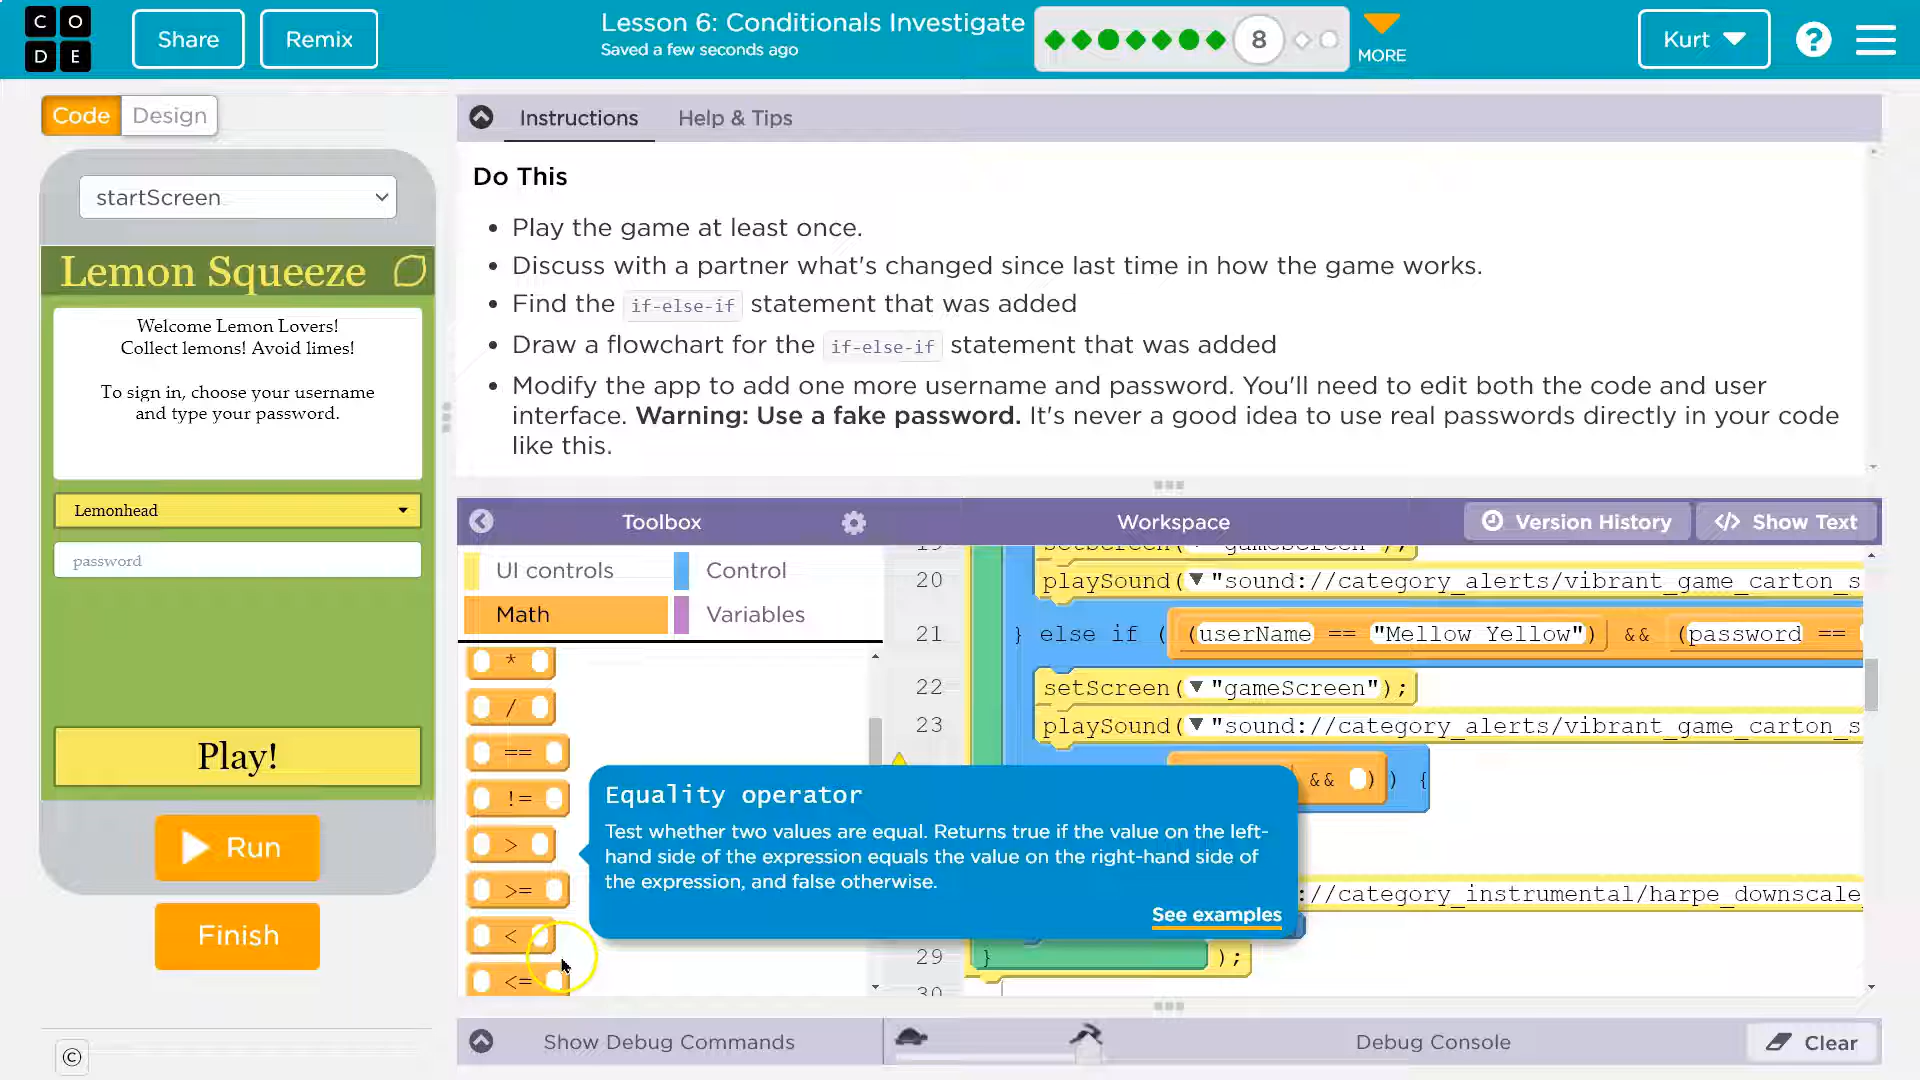 C O
D E
Share
Remix
Lesson 6: Conditionals Investigate
Saved a few seconds ago
8
MORE
Kurt
?
Code
Design
startScreen
Lemon Squeeze
Welcome Lemon Lovers!
Collect lemons! Avoid limes!
To sign in, choose your username
and type your password.
Lemonhead
password
Play!
Run
Finish
©
Instructions
Help & Tips
Do This
Play the game at least once.
Discuss with a partner what's changed since last time in how the game works.
Find the if-else-if statement that was added
Draw a flowchart for the if-else-if statement that was added
Modify the app to add one more username and password. You'll need to edit both the code and user
interface. Warning: Use a fake password. It's never a good idea to use real passwords directly in your code
like this.
Toolbox
Workspace
Version History
Show Text
UI controls
Control
Math
Variables
*
/
==
!=
>
>=
<
<=
Equality operator
Test whether two values are equal. Returns true if the value on the left-
hand side of the expression equals the value on the right-hand side of
the expression, and false otherwise.
See examples
19 setScreen( "gameScreen");
20 playSound( "sound://category_alerts/vibrant_game_carton_s
21 } else if ( (userName == "Mellow Yellow") && (password ==
22 setScreen( "gameScreen");
23 playSound( "sound://category_alerts/vibrant_game_carton_s
&& ) ) {
://category_instrumental/harpe_downscale
29 } );
30
Show Debug Commands
Debug Console
Clear